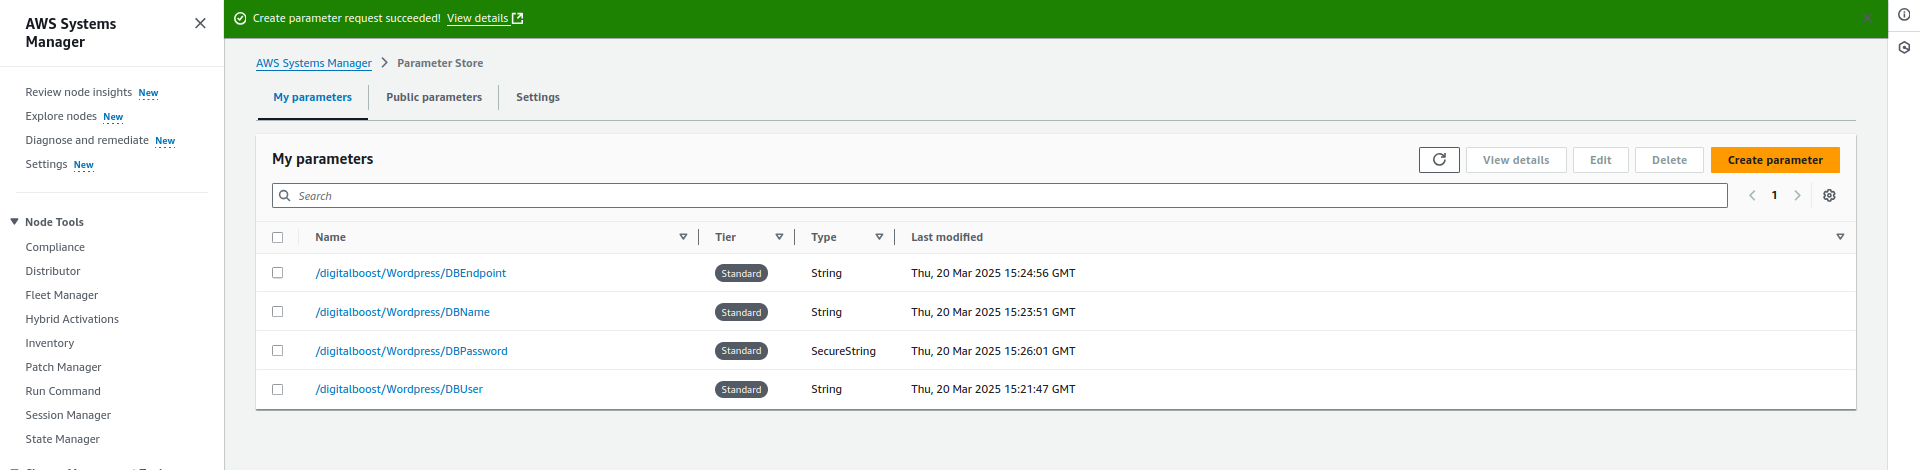 AWS Systems
Manager
Review node insights New
Explore nodes New
Diagnose and remediate New
Settings New
Node Tools
Compliance
Distributor
Fleet Manager
Hybrid Activations
Inventory
Patch Manager
Run Command
Session Manager
State Manager
Create parameter request succeeded! View details
AWS Systems Manager > Parameter Store
My parameters Public parameters Settings
My parameters View details Edit Delete Create parameter
Search 1
Name Tier Type Last modified
/digitalboost/Wordpress/DBEndpoint Standard String Thu, 20 Mar 2025 15:24:56 GMT
/digitalboost/Wordpress/DBName Standard String Thu, 20 Mar 2025 15:23:51 GMT
/digitalboost/Wordpress/DBPassword Standard SecureString Thu, 20 Mar 2025 15:26:01 GMT
/digitalboost/Wordpress/DBUser Standard String Thu, 20 Mar 2025 15:21:47 GMT